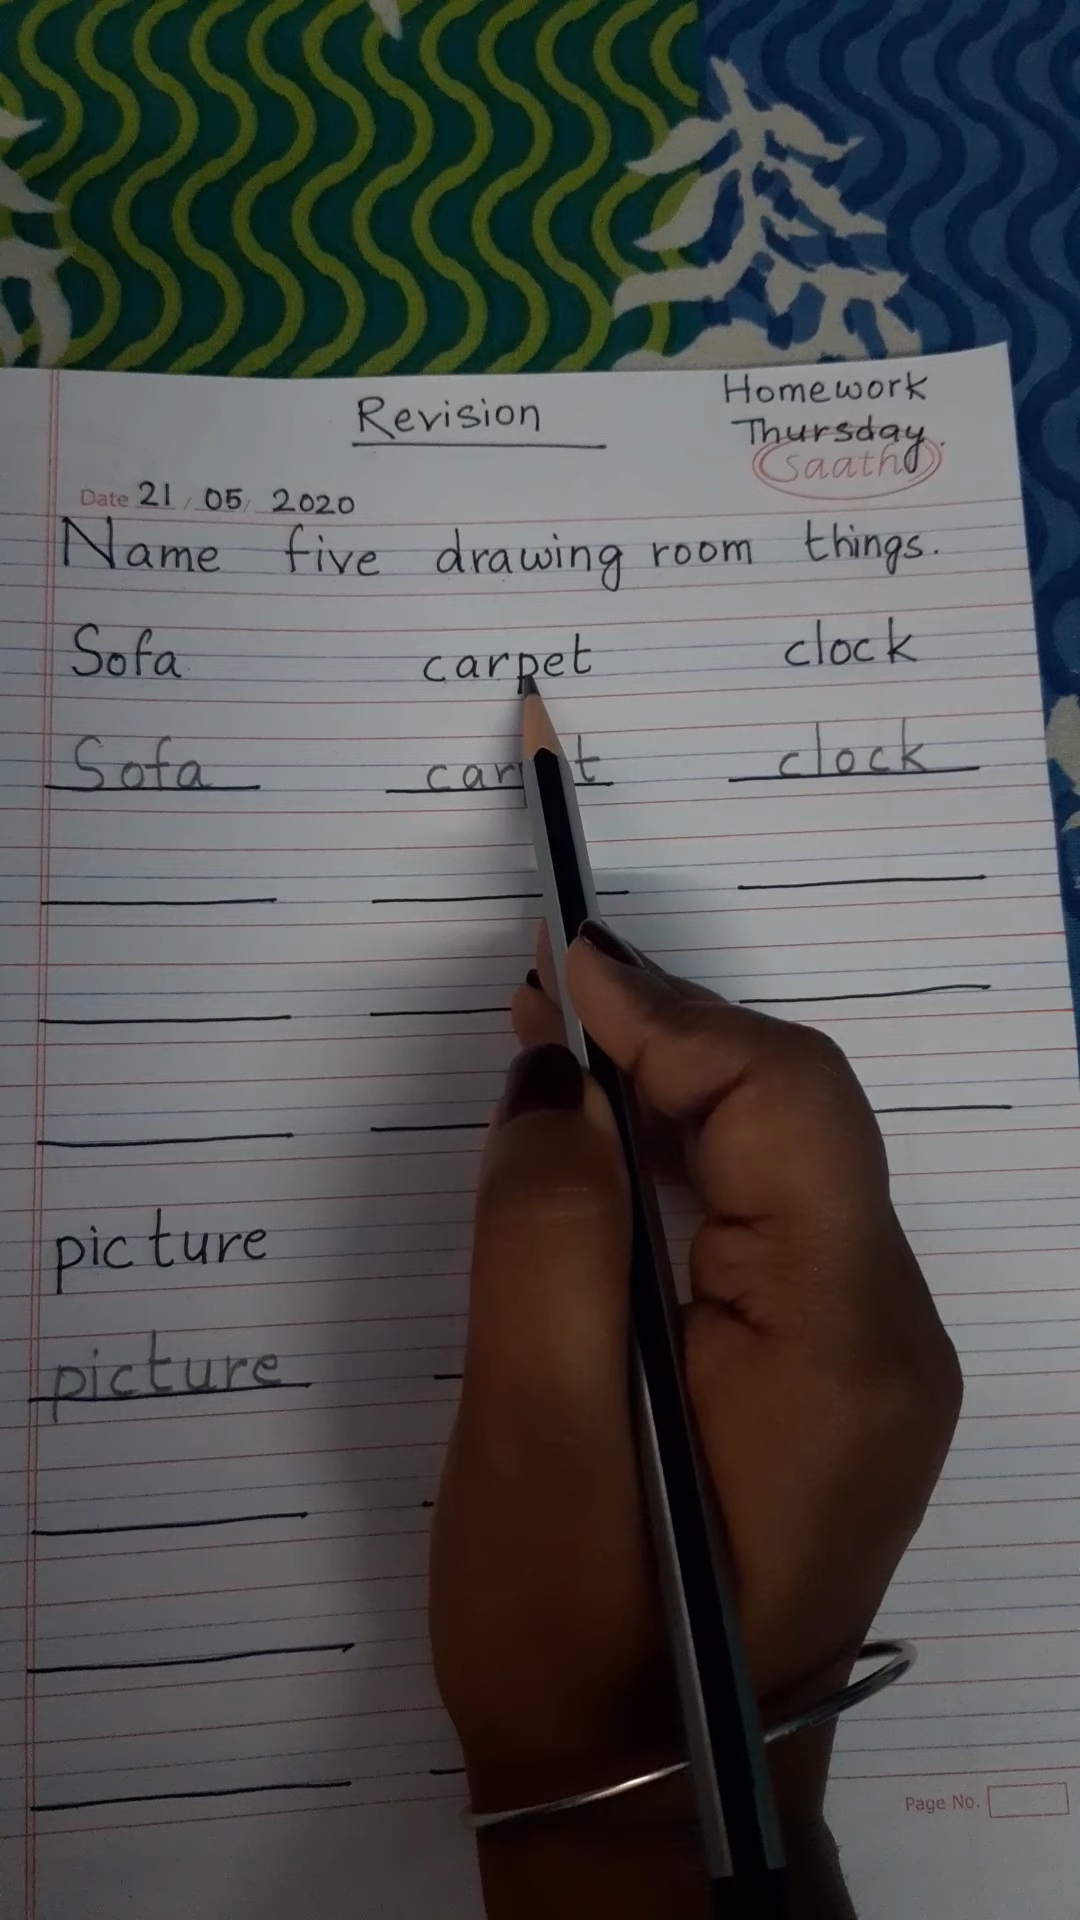 Revision
Homework
Thursday.
Saathi
Date 21 / 05 / 2020
Name five drawing room things.
Sofa carpet clock
Sofa clock
picture
picture
Page No.